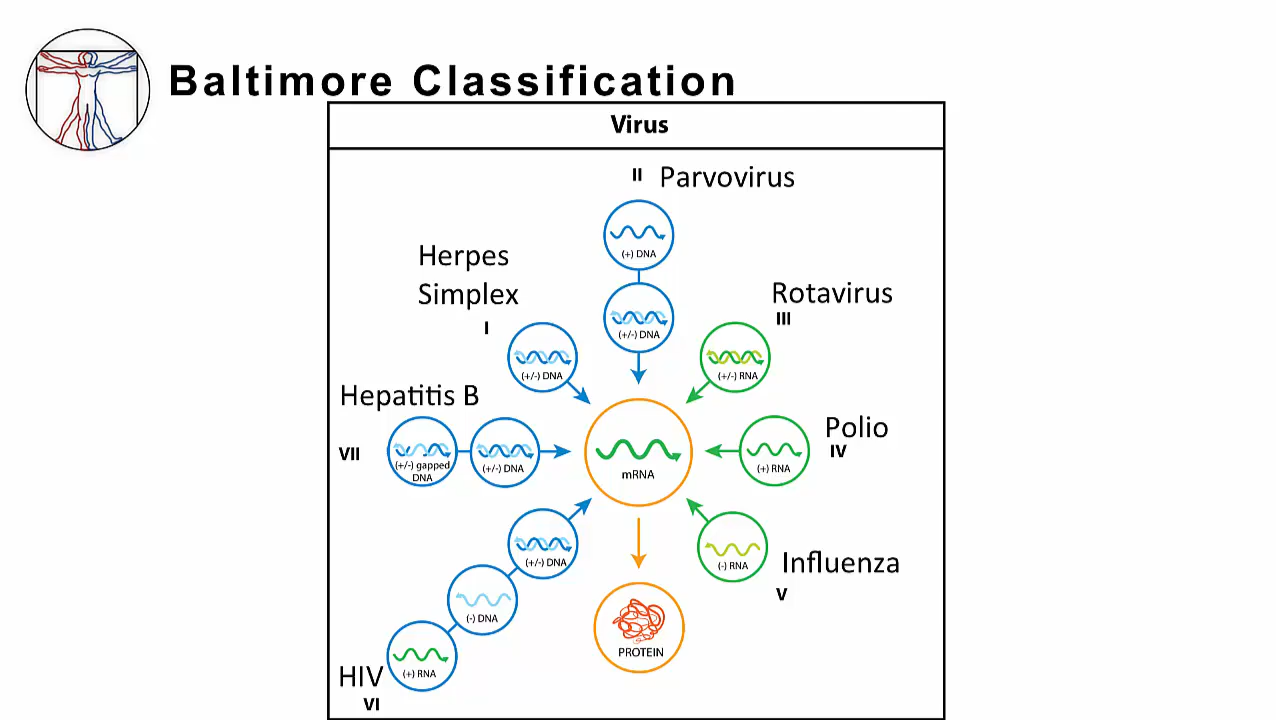 Baltimore Classification
Virus
II Parvovirus
(+) DNA
(+/-) DNA
Herpes
Simplex
I
(+/-) DNA
Rotavirus
III
(+/-) RNA
Hepatitis B
VII
(+/-) gapped
DNA
(+/-) DNA
mRNA
Polio
IV
(+) RNA
(+/-) DNA
(-) DNA
(+) RNA
HIV
VI
(-) RNA
Influenza
V
PROTEIN